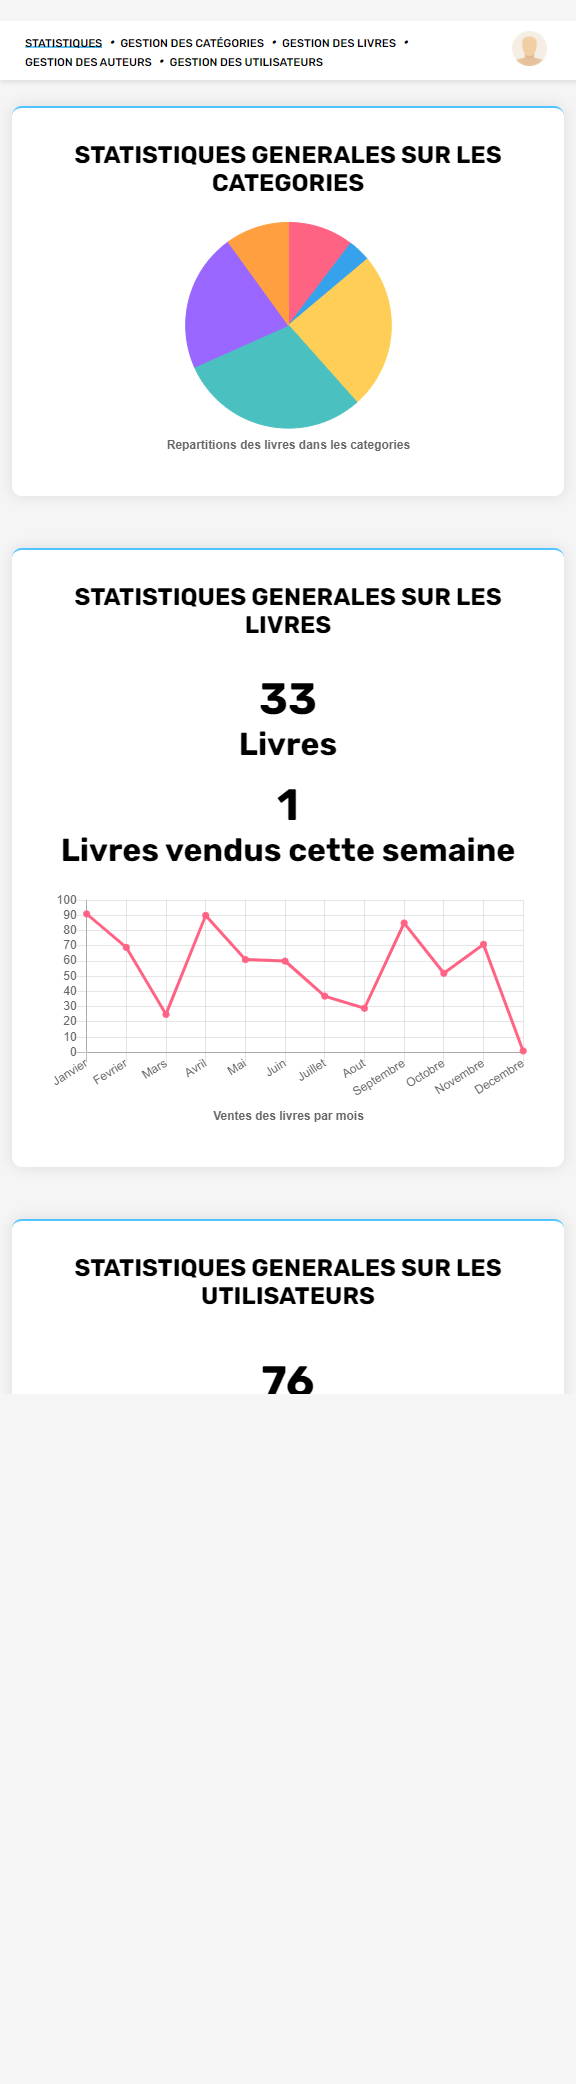 STATISTIQUES • GESTION DES CATÉGORIES • GESTION DES LIVRES •
GESTION DES AUTEURS • GESTION DES UTILISATEURS
STATISTIQUES GENERALES SUR LES
CATEGORIES
Repartitions des livres dans les categories
STATISTIQUES GENERALES SUR LES
LIVRES
33
Livres
1
Livres vendus cette semaine
100
90
80
70
60
50
40
30
20
10
0
Janvier
Fevrier
Mars
Avril
Mai
Juin
Juillet
Aout
Septembre
Octobre
Novembre
Decembre
Ventes des livres par mois
STATISTIQUES GENERALES SUR LES
UTILISATEURS
76